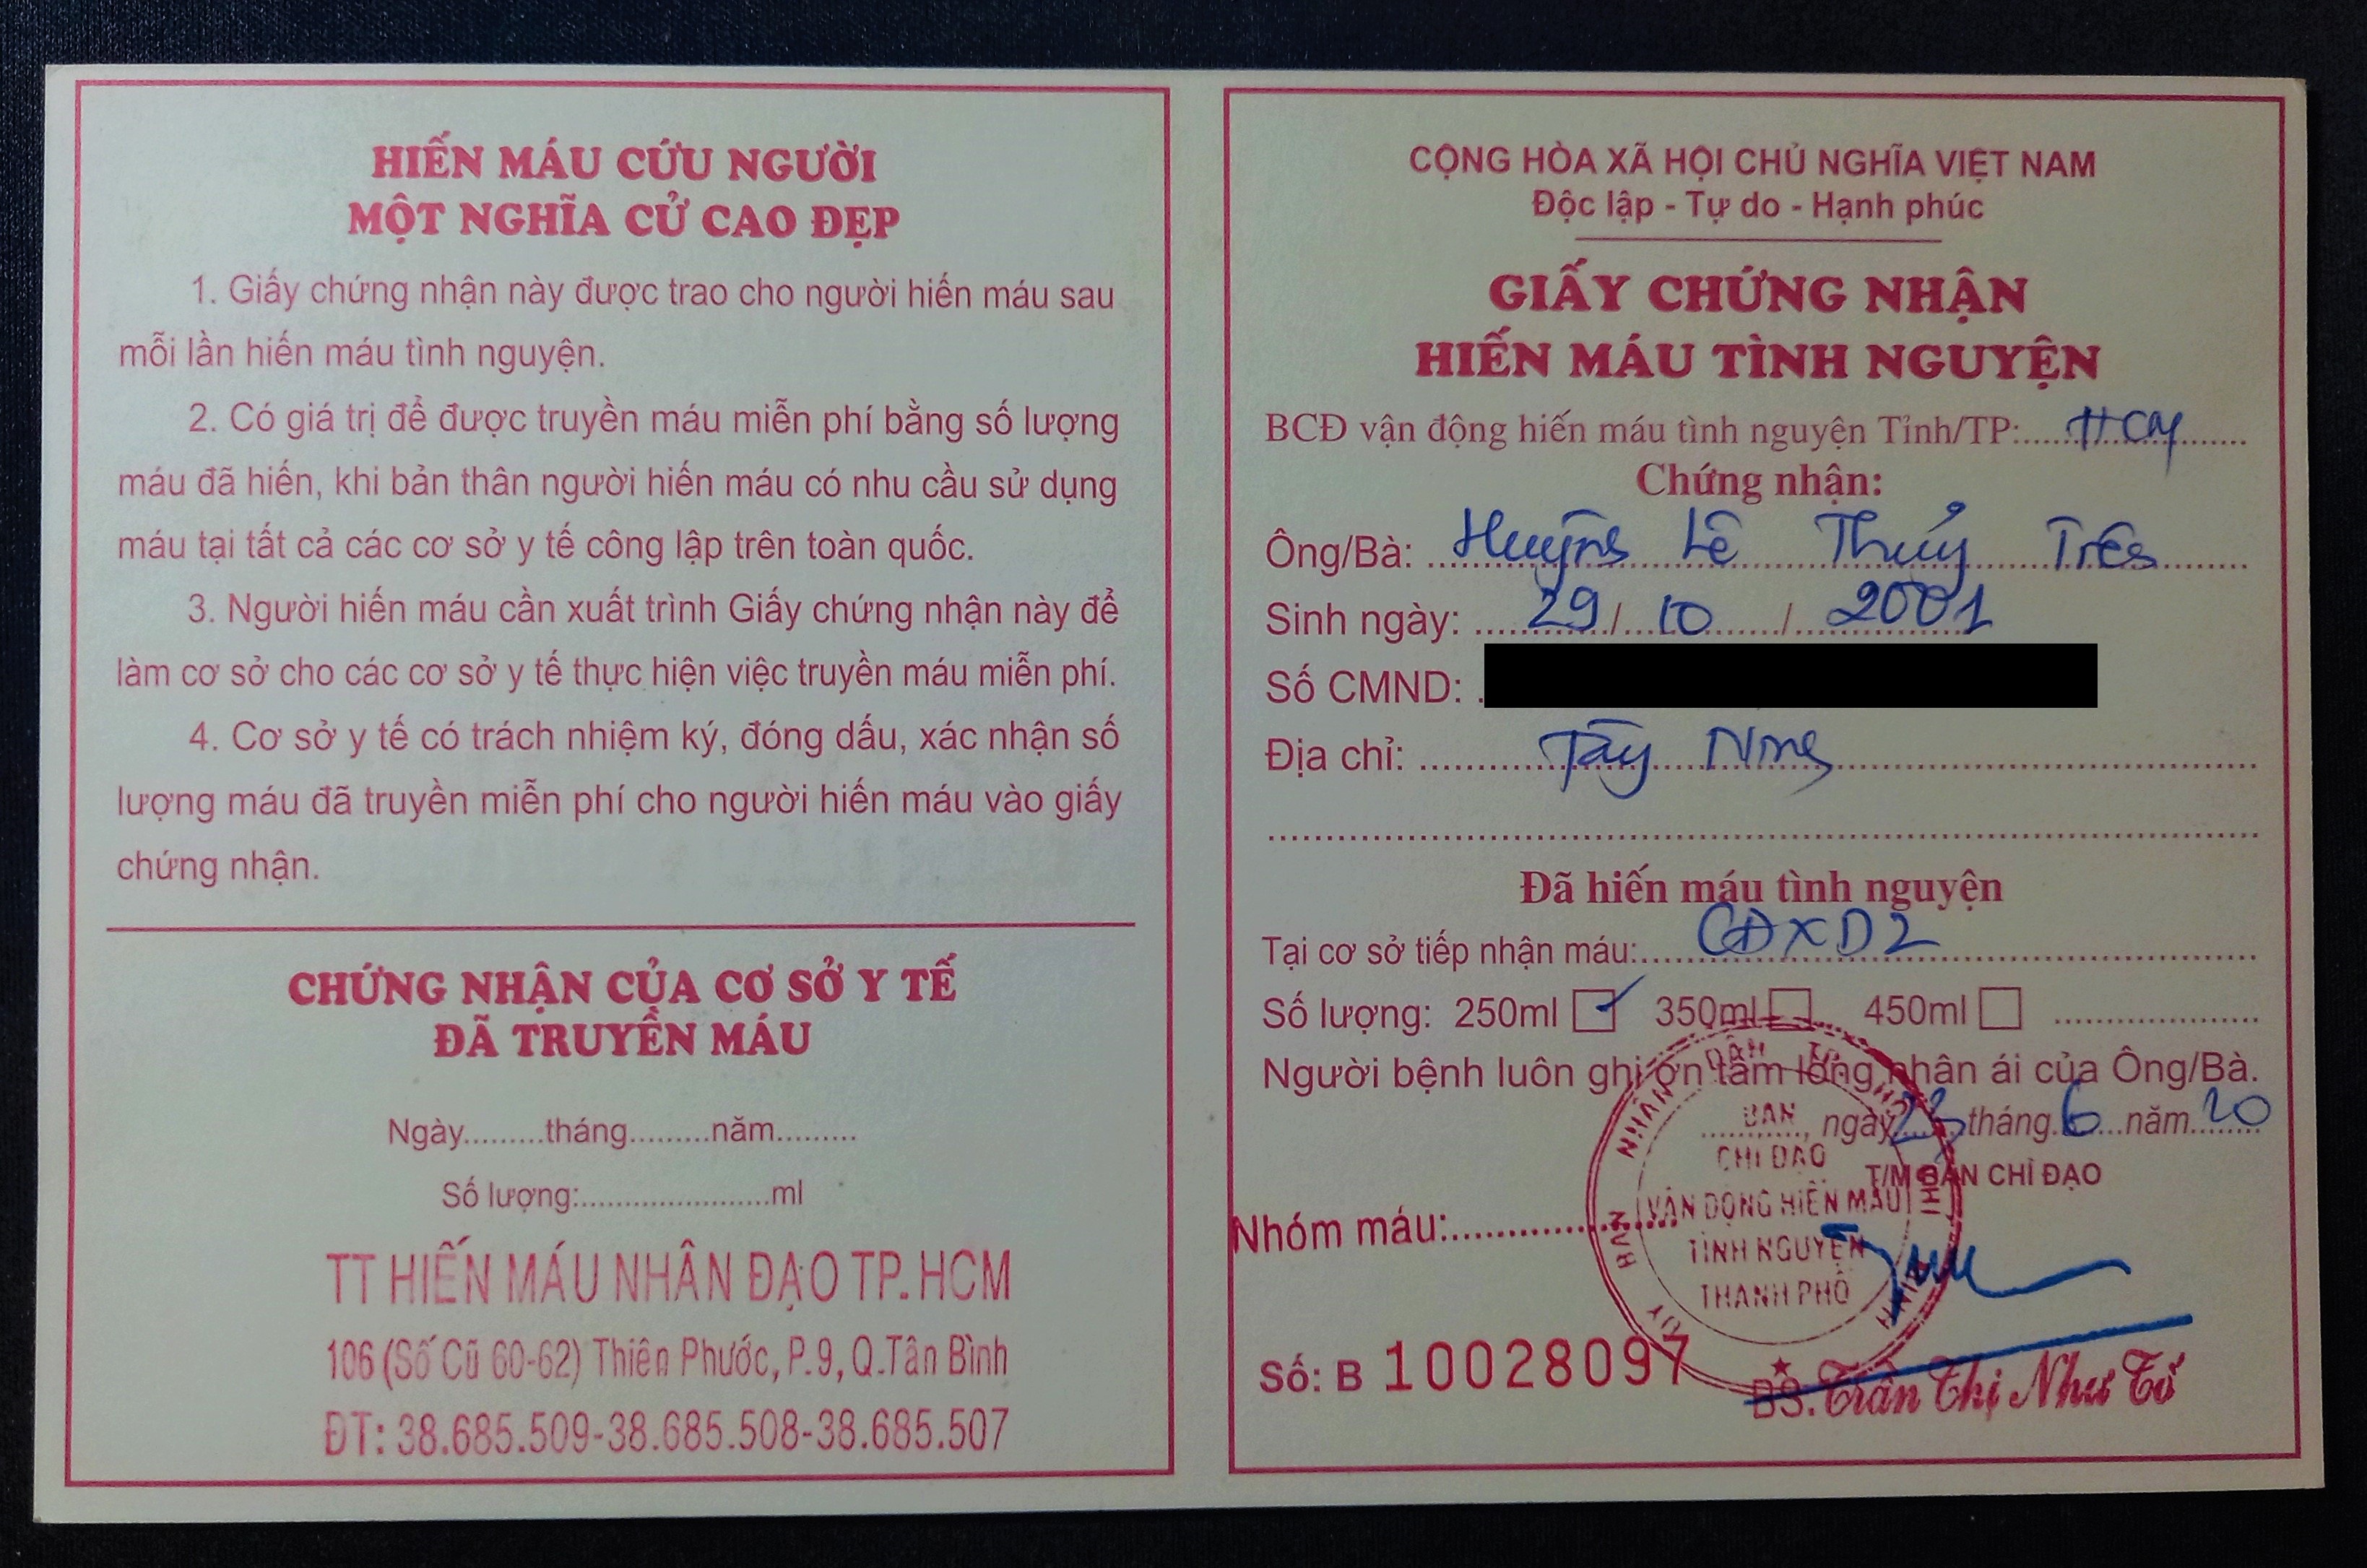 HIẾN MÁU CỨU NGƯỜI
MỘT NGHĨA CỬ CAO ĐẸP
1. Giấy chứng nhận này được trao cho người hiến máu sau
mỗi lần hiến máu tình nguyện.
2. Có giá trị để được truyền máu miễn phí bằng số lượng
máu đã hiến, khi bản thân người hiến máu có nhu cầu sử dụng
máu tại tất cả các cơ sở y tế công lập trên toàn quốc.
3. Người hiến máu cần xuất trình Giấy chứng nhận này để
làm cơ sở cho các cơ sở y tế thực hiện việc truyền máu miễn phí.
4. Cơ sở y tế có trách nhiệm ký, đóng dấu, xác nhận số
lượng máu đã truyền miễn phí cho người hiến máu vào giấy
chứng nhận.
CHỨNG NHẬN CỦA CƠ SỞ Y TẾ
ĐÃ TRUYỀN MÁU
Ngày.........tháng.........năm.........
Số lượng:.......................ml
TT HIẾN MÁU NHÂN ĐẠO TP.HCM
106 (Số Cũ 60-62) Thiên Phước, P.9, Q.Tân Bình
ĐT: 38.685.509-38.685.508-38.685.507
CỘNG HÒA XÃ HỘI CHỦ NGHĨA VIỆT NAM
Độc lập - Tự do - Hạnh phúc
GIẤY CHỨNG NHẬN
HIẾN MÁU TÌNH NGUYỆN
BCĐ vận động hiến máu tình nguyện Tỉnh/TP: HCM
Chứng nhận:
Ông/Bà: Huỳnh Lê Thủy
Sinh ngày: 29 / 10 / 2001
Số CMND:
Địa chỉ: Tây Ninh
Đã hiến máu tình nguyện
Tại cơ sở tiếp nhận máu: CĐXD2
Số lượng: 250ml ✓ 350ml 450ml
Người bệnh luôn ghi ơn tấm lòng nhân ái của Ông/Bà.
ngày 23 tháng 6 năm 20
T/M BAN CHỈ ĐẠO
BAN
CHỈ ĐẠO
VẬN ĐỘNG HIẾN MÁU
TÌNH NGUYỆN
THÀNH PHỐ
Nhóm máu:
Số: B 10028097
BS. Trần Thị Như Tố